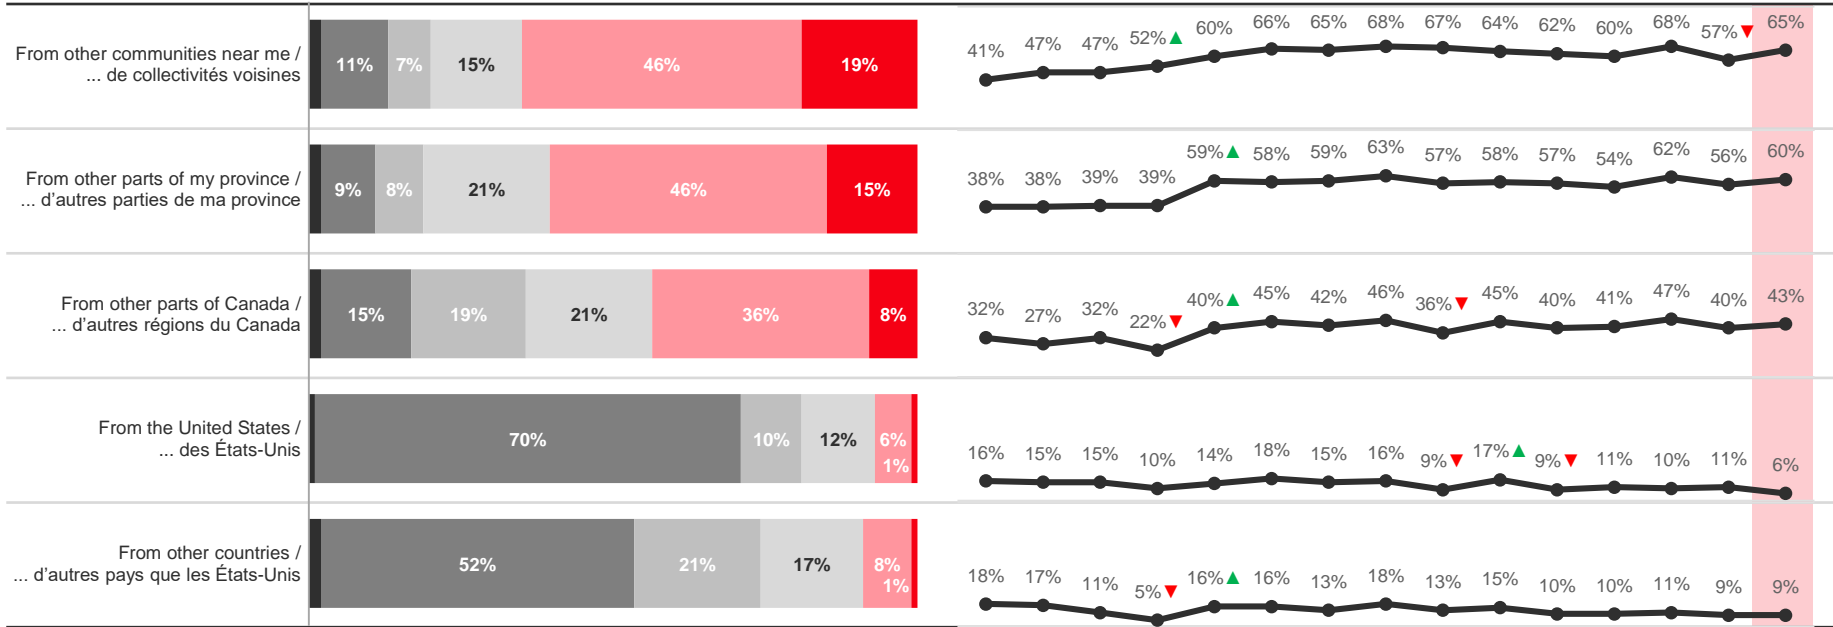 From other communities near me /
... de collectivités voisines
11% 7% 15% 46% 19%
41% 47% 47% 52% ▲ 60% 66% 65% 68% 67% 64% 62% 60% 68% 57% ▼ 65%
From other parts of my province /
... d'autres parties de ma province
9% 8% 21% 46% 15%
38% 38% 39% 39% 59% ▲ 58% 59% 63% 57% 58% 57% 54% 62% 56% 60%
From other parts of Canada /
... d'autres régions du Canada
15% 19% 21% 36% 8%
32% 27% 32% 22% ▼ 40% ▲ 45% 42% 46% 36% ▼ 45% 40% 41% 47% 40% 43%
From the United States /
... des États-Unis
70% 10% 12% 6%
1%
16% 15% 15% 10% 14% 18% 15% 16% 9% ▼ 17% ▲ 9% ▼ 11% 10% 11% 6%
From other countries /
... d'autres pays que les États-Unis
52% 21% 17% 8%
1%
18% 17% 11% 5% ▼ 16% ▲ 16% 13% 18% 13% 15% 10% 10% 11% 9% 9%